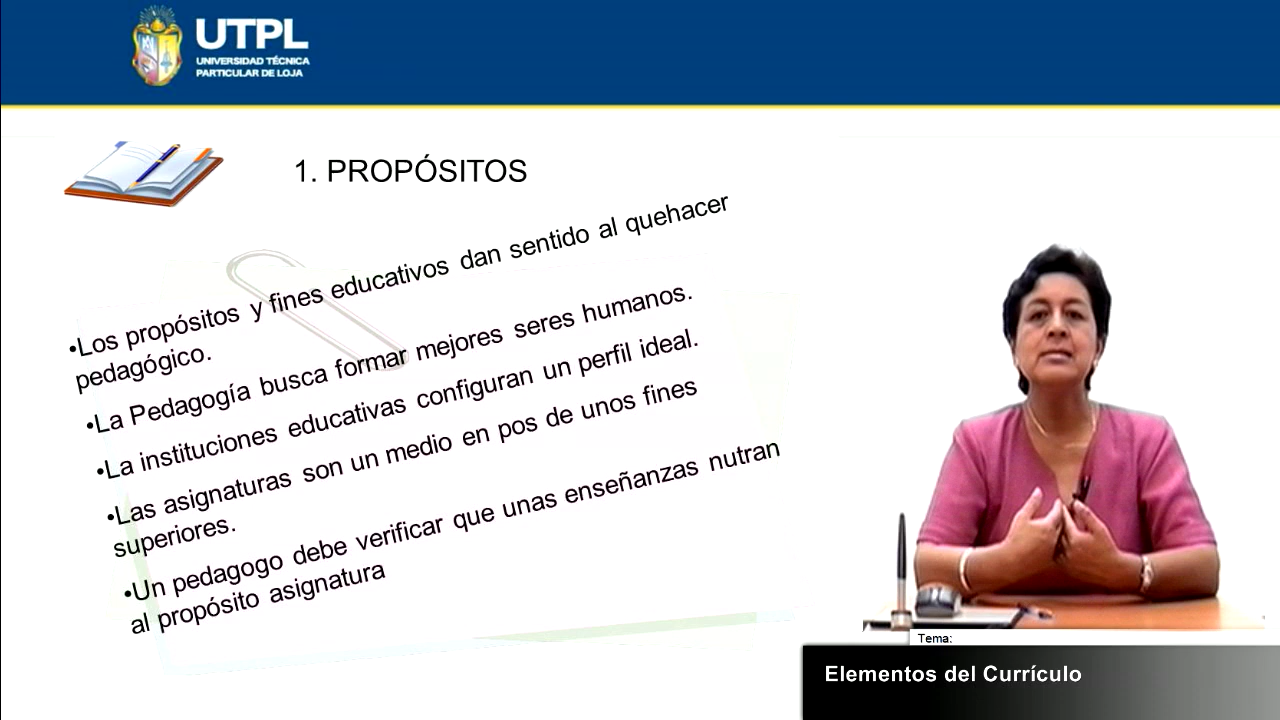 UTPL
UNIVERSIDAD TÉCNICA
PARTICULAR DE LOJA
1. PROPÓSITOS
•Los propósitos y fines educativos dan sentido al quehacer
pedagógico.
•La Pedagogía busca formar mejores seres humanos.
•La instituciones educativas configuran un perfil ideal.
•Las asignaturas son un medio en pos de unos fines
superiores.
•Un pedagogo debe verificar que unas enseñanzas nutran
al propósito asignatura
Tema:
Elementos del Currículo